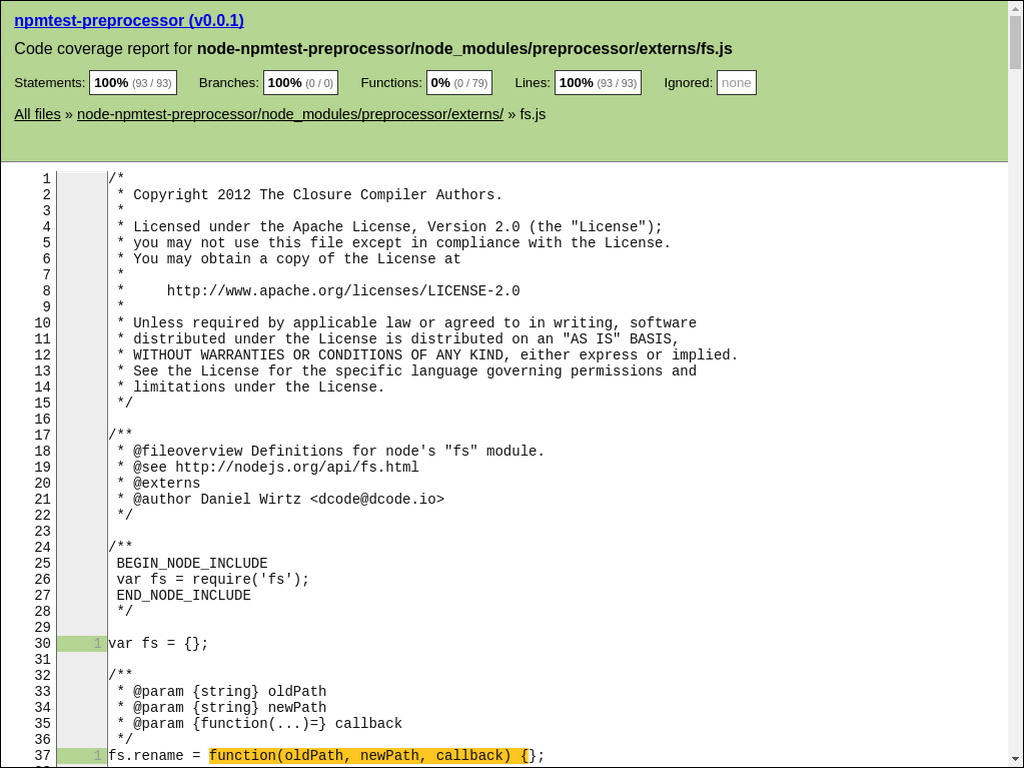 npmtest-preprocessor (v0.0.1)
Code coverage report for node-npmtest-preprocessor/node_modules/preprocessor/externs/fs.js
Statements: 100% (93 / 93) Branches: 100% (0 / 0) Functions: 0% (0 / 79) Lines: 100% (93 / 93) Ignored: none
All files » node-npmtest-preprocessor/node_modules/preprocessor/externs/ » fs.js
1 /*
2  * Copyright 2012 The Closure Compiler Authors.
3  *
4  * Licensed under the Apache License, Version 2.0 (the "License");
5  * you may not use this file except in compliance with the License.
6  * You may obtain a copy of the License at
7  *
8  *     http://www.apache.org/licenses/LICENSE-2.0
9  *
10  * Unless required by applicable law or agreed to in writing, software
11  * distributed under the License is distributed on an "AS IS" BASIS,
12  * WITHOUT WARRANTIES OR CONDITIONS OF ANY KIND, either express or implied.
13  * See the License for the specific language governing permissions and
14  * limitations under the License.
15  */
16
17 /**
18  * @fileoverview Definitions for node's "fs" module.
19  * @see http://nodejs.org/api/fs.html
20  * @externs
21  * @author Daniel Wirtz <dcode@dcode.io>
22  */
23
24 /**
25  BEGIN_NODE_INCLUDE
26  var fs = require('fs');
27  END_NODE_INCLUDE
28  */
29
30 1 var fs = {};
31
32 /**
33  * @param {string} oldPath
34  * @param {string} newPath
35  * @param {function(...)=} callback
36  */
37 1 fs.rename = function(oldPath, newPath, callback) {};